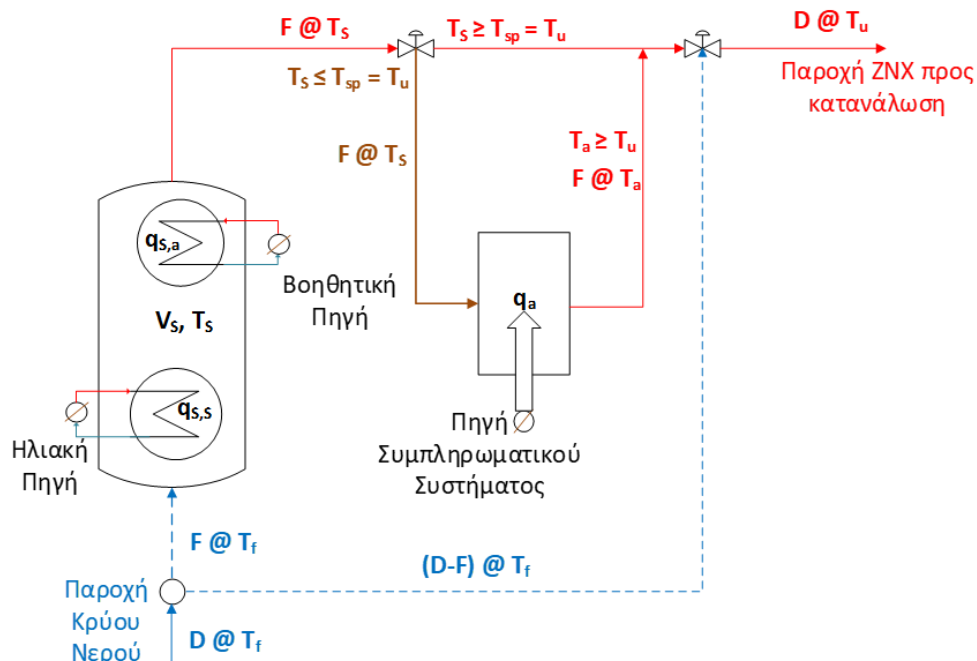 F @ T_S
T_S ≥ T_sp = T_u
D @ T_u
Παροχή ΖΝΧ προς
κατανάλωση
T_S ≤ T_sp = T_u
F @ T_S
T_a ≥ T_u
F @ T_a
q_S,a
Βοηθητική
Πηγή
V_S, T_S
q_a
q_S,S
Ηλιακή
Πηγή
Πηγή
Συμπληρωματικού
Συστήματος
F @ T_f
(D-F) @ T_f
Παροχή
Κρύου
Νερού
D @ T_f